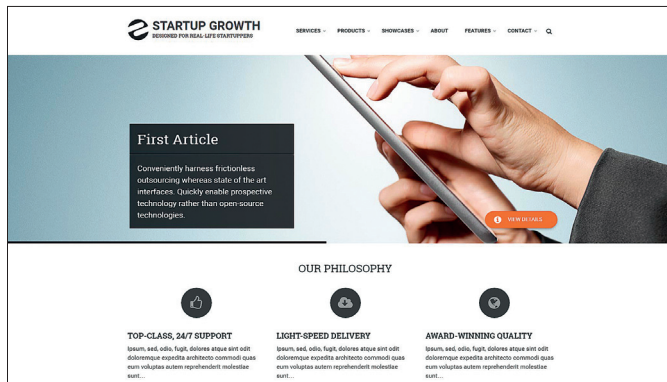 STARTUP GROWTH
DESIGNED FOR REAL-LIFE STARTUPPERS
SERVICES PRODUCTS SHOWCASES ABOUT FEATURES CONTACT
First Article
Conveniently harness frictionless
outsourcing whereas state of the art
interfaces. Quickly enable prospective
technology rather than open-source
technologies.
VIEW DETAILS
OUR PHILOSOPHY
TOP-CLASS, 24/7 SUPPORT
Ipsum, sed, odio, fugit, dolores atque sint odit
doloremque expedita architecto commodi quas
eum voluptas autem reprehenderit molestiae
sunt...
LIGHT-SPEED DELIVERY
Ipsum, sed, odio, fugit, dolores atque sint odit
doloremque expedita architecto commodi quas
eum voluptas autem reprehenderit molestiae
sunt...
AWARD-WINNING QUALITY
Ipsum, sed, odio, fugit, dolores atque sint odit
doloremque expedita architecto commodi quas
eum voluptas autem reprehenderit molestiae
sunt...